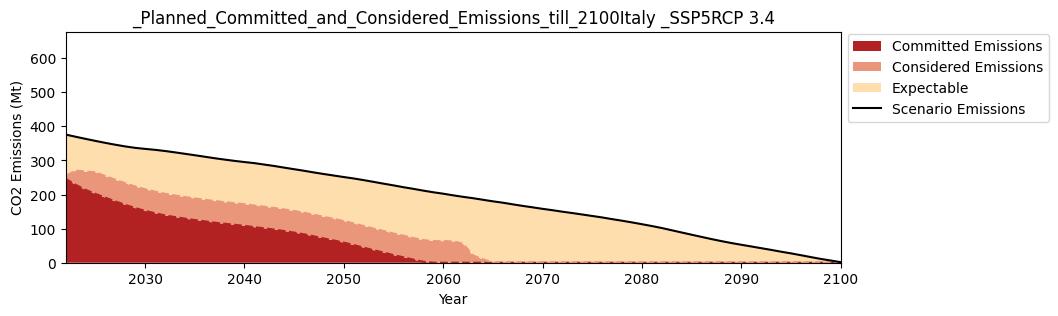 _Planned_Committed_and_Considered_Emissions_till_2100Italy _SSP5RCP 3.4
CO2 Emissions (Mt)
600
500
400
300
200
100
0
2030 2040 2050 2060 2070 2080 2090 2100
Year
Committed Emissions
Considered Emissions
Expectable
Scenario Emissions